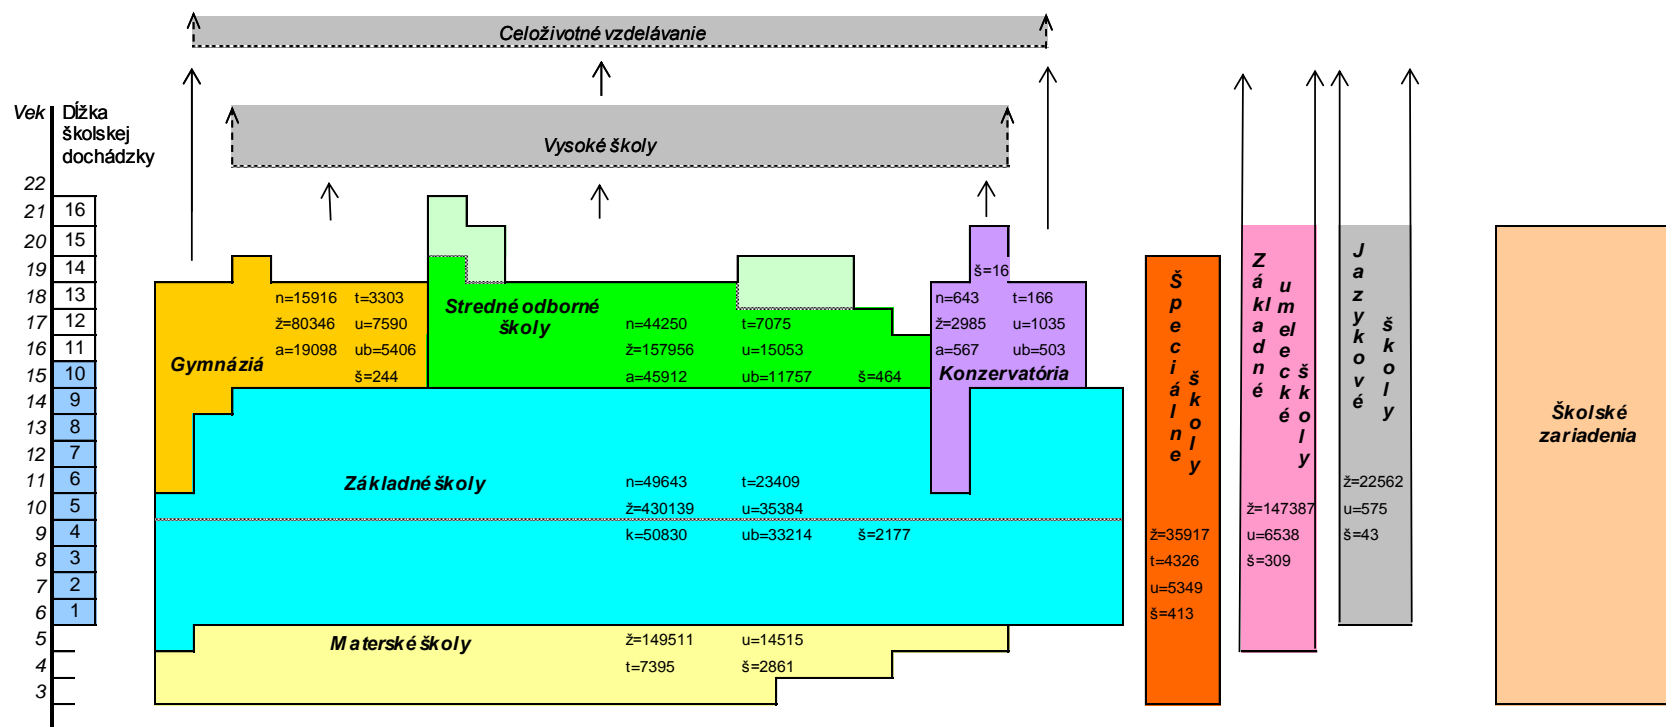 Celoživotné vzdelávanie
Vek
Dĺžka
školskej
dochádzky
Vysoké školy
22
21 16
20 15
19 14
18 13
17 12
16 11
15 10
14 9
13 8
12 7
11 6
10 5
9 4
8 3
7 2
6 1
5
4
3
Gymnáziá
n=15916 t=3303
ž=80346 u=7590
a=19098 ub=5406
š=244
Stredné odborné
školy
n=44250 t=7075
ž=157956 u=15053
a=45912 ub=11757 š=464
š=16
n=643 t=166
ž=2985 u=1035
a=567 ub=503
Konzervatória
Základné školy
n=49643 t=23409
ž=430139 u=35384
k=50830 ub=33214 š=2177
Materské školy
ž=149511 u=14515
t=7395 š=2861
Špeciálne
školy
ž=35917
t=4326
u=5349
š=413
Základné
umelecké
školy
ž=147387
u=6538
š=309
Jazykové
školy
ž=22562
u=575
š=43
Školské
zariadenia